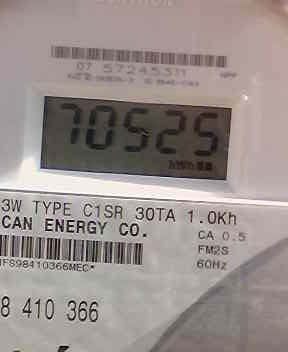 07 57245311
70525
kWh
3W TYPE C1SR 30TA 1.0Kh
CAN ENERGY CO.
CA 0.5
FM2S
60Hz
IFS98410366MEC*
8 410 366